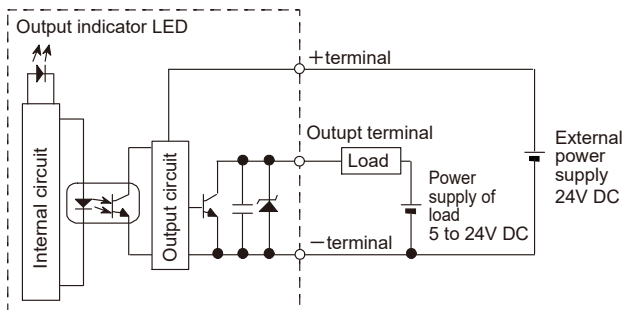 Output indicator LED
+terminal
Outupt terminal
Load
External
power
supply
24V DC
Power
supply of
load
5 to 24V DC
Internal circuit
Output circuit
−terminal